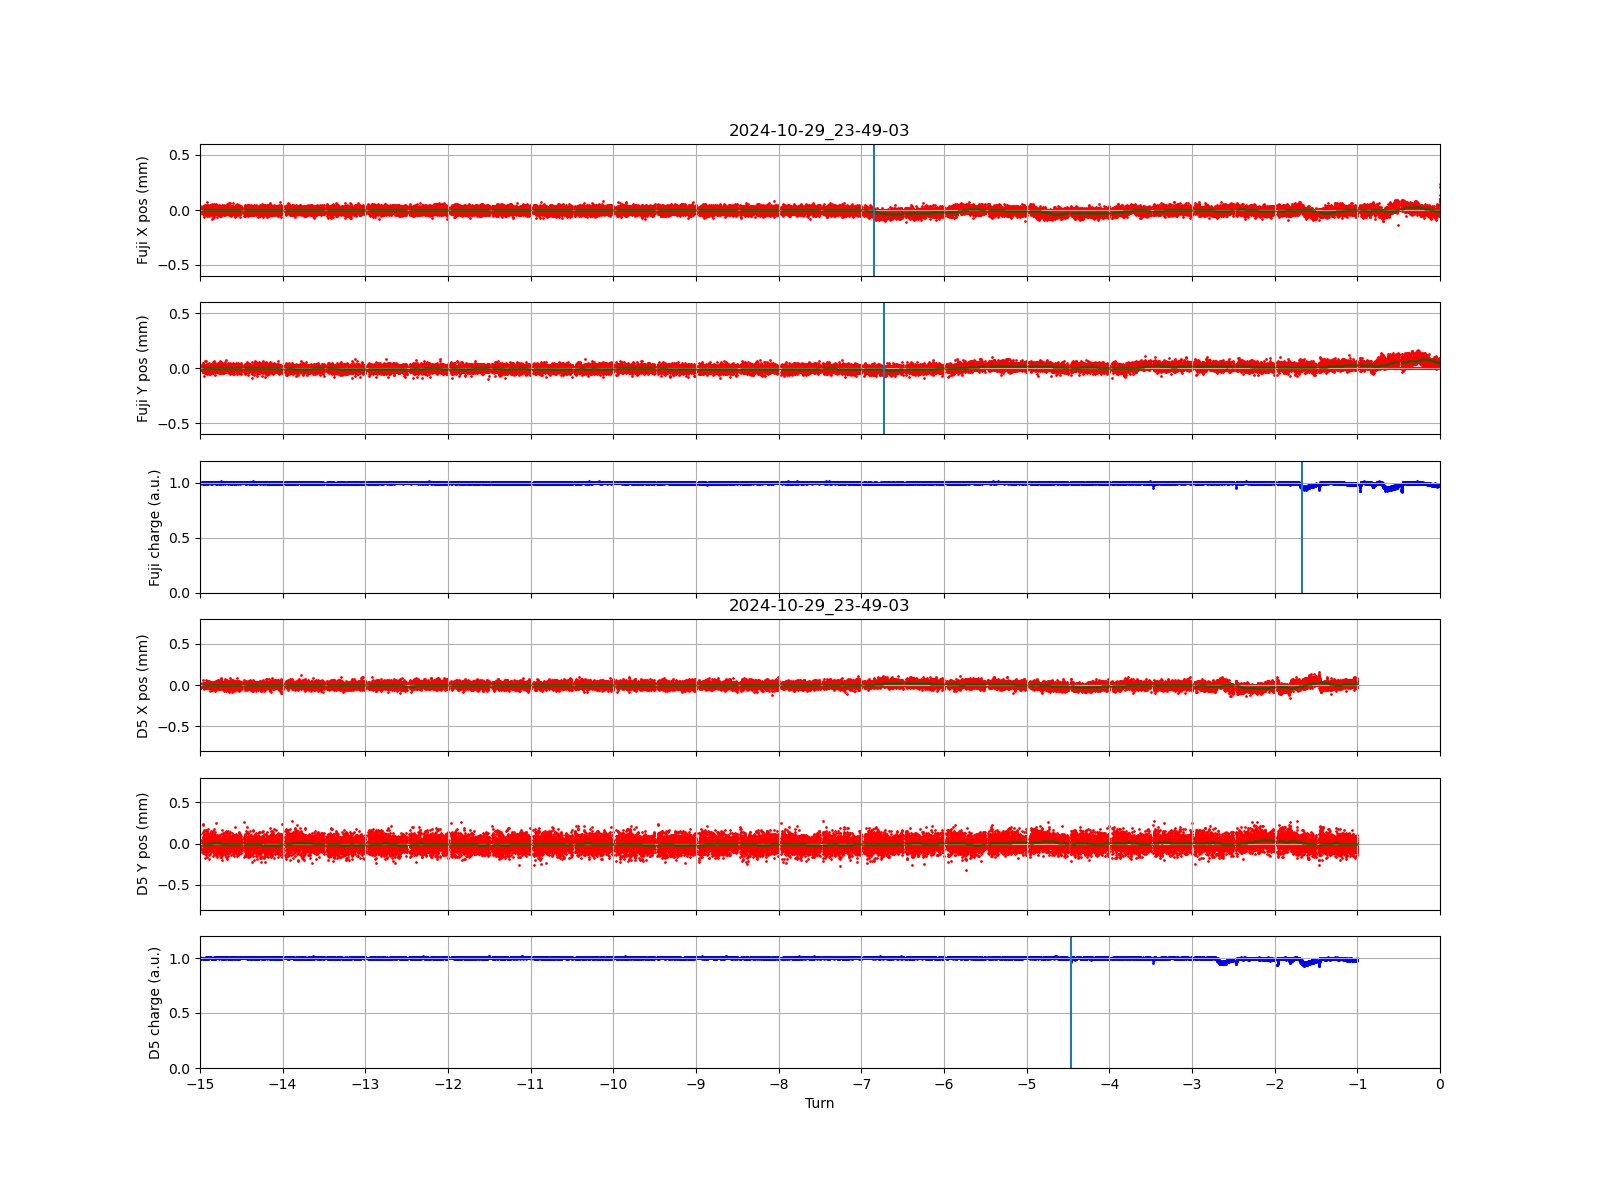 2024-10-29_23-49-03
Fuji X pos (mm)
0.5
0.0
−0.5
Fuji Y pos (mm)
0.5
0.0
−0.5
Fuji charge (a.u.)
1.0
0.5
0.0
2024-10-29_23-49-03
D5 X pos (mm)
0.5
0.0
−0.5
D5 Y pos (mm)
0.5
0.0
−0.5
D5 charge (a.u.)
1.0
0.5
0.0
−15 −14 −13 −12 −11 −10 −9 −8 −7 −6 −5 −4 −3 −2 −1 0
Turn